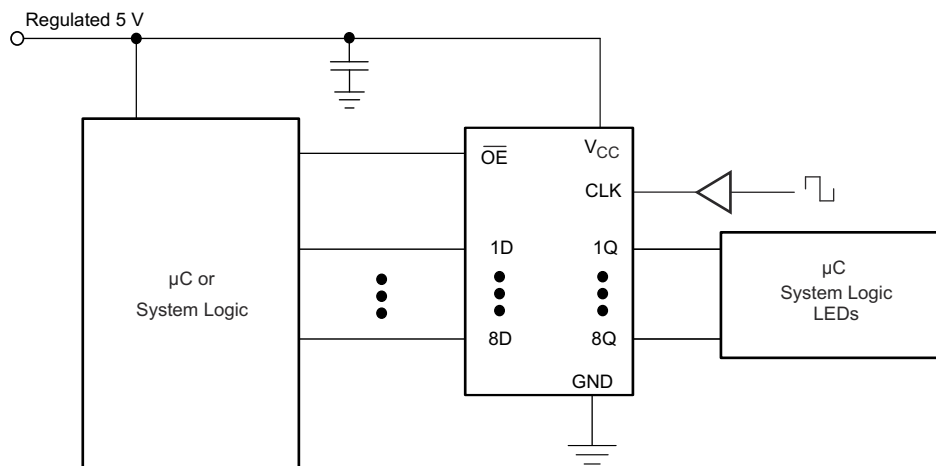 Regulated 5 V
OE
VCC
CLK
1D
1Q
µC or
System Logic
µC
System Logic
LEDs
8D
8Q
GND